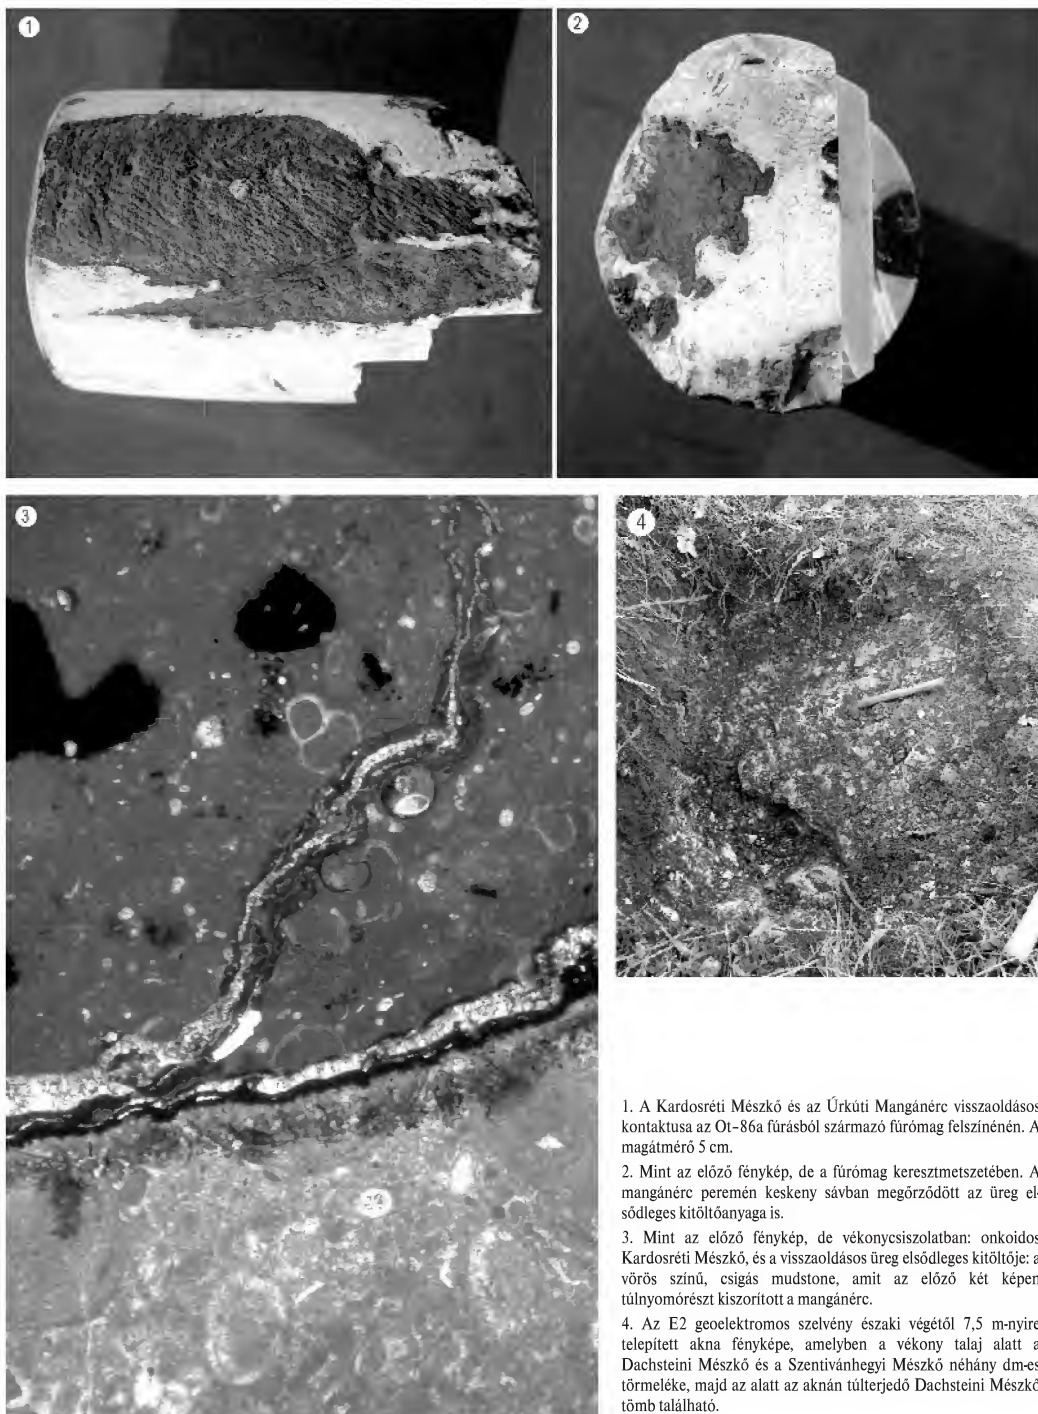 1
2
3
4
1. A Kardosréti Mészkő és az Úrkúti Mangánérc visszaoldásos
kontaktusa az Ot–86a fúrásból származó fúrómag felszínénén. A
magátmérő 5 cm.
2. Mint az előző fénykép, de a fúrómag keresztmetszetében. A
mangánérc peremén keskeny sávban megőrződött az üreg el-
sődleges kitöltőanyaga is.
3. Mint az előző fénykép, de vékonycsiszolatban: onkoidos
Kardosréti Mészkő, és a visszaoldásos üreg elsődleges kitöltője: a
vörös színű, csigás mudstone, amit az előző két képen
túlnyomórészt kiszorított a mangánérc.
4. Az E2 geoelektromos szelvény északi végétől 7,5 m-nyire
telepített akna fényképe, amelyben a vékony talaj alatt a
Dachsteini Mészkő és a Szentivánhegyi Mészkő néhány dm-es
törmeléke, majd az alatt az aknán túlterjedő Dachsteini Mészkő
tömb található.